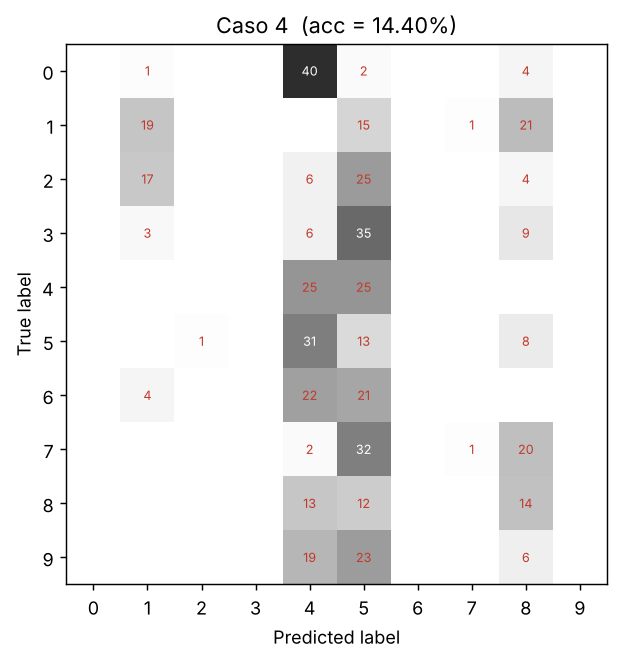 Caso 4 (acc = 14.40%)
0 1 40 2 4
1 19 15 1 21
2 17 6 25 4
3 3 6 35 9
4 25 25
5 1 31 13 8
6 4 22 21
7 2 32 1 20
8 13 12 14
9 19 23 6
True label
0 1 2 3 4 5 6 7 8 9
Predicted label